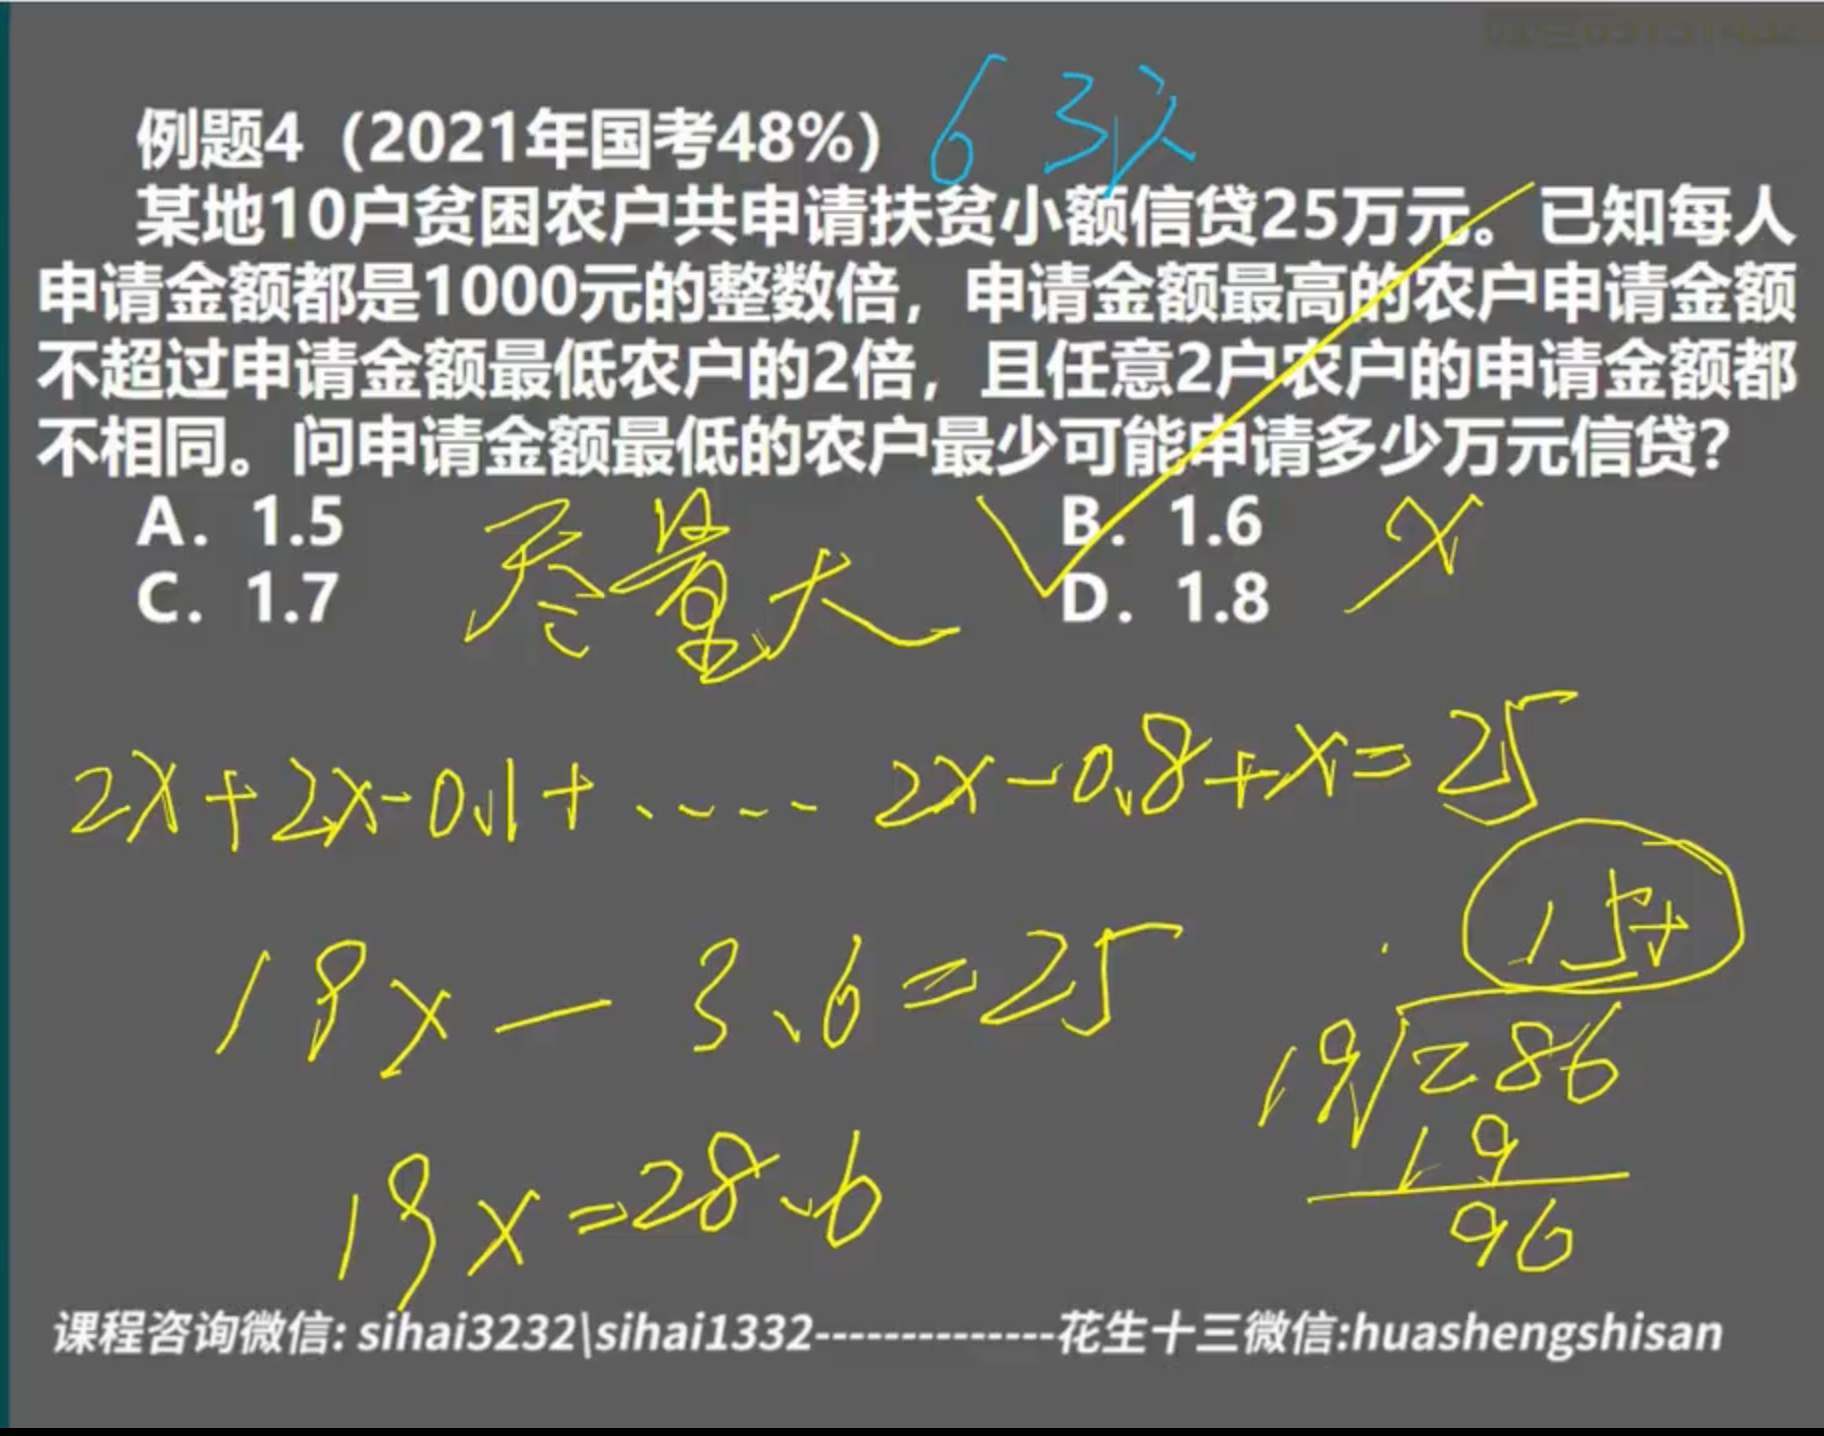 例题4（2021年国考48%）
63次
某地10户贫困农户共申请扶贫小额信贷25万元。已知每人
申请金额都是1000元的整数倍，申请金额最高的农户申请金额
不超过申请金额最低农户的2倍，且任意2户农户的申请金额都
不相同。问申请金额最低的农户最少可能申请多少万元信贷？
A. 1.5
B. 1.6
x
C. 1.7
尽量大
D. 1.8
2x+2x-0.1+.....2x-0.8+x=25
19x-3.6=25
15+
19 286
19
96
19x=28.6
课程咨询微信: sihai3232\sihai1332--------------花生十三微信:huashengshisan